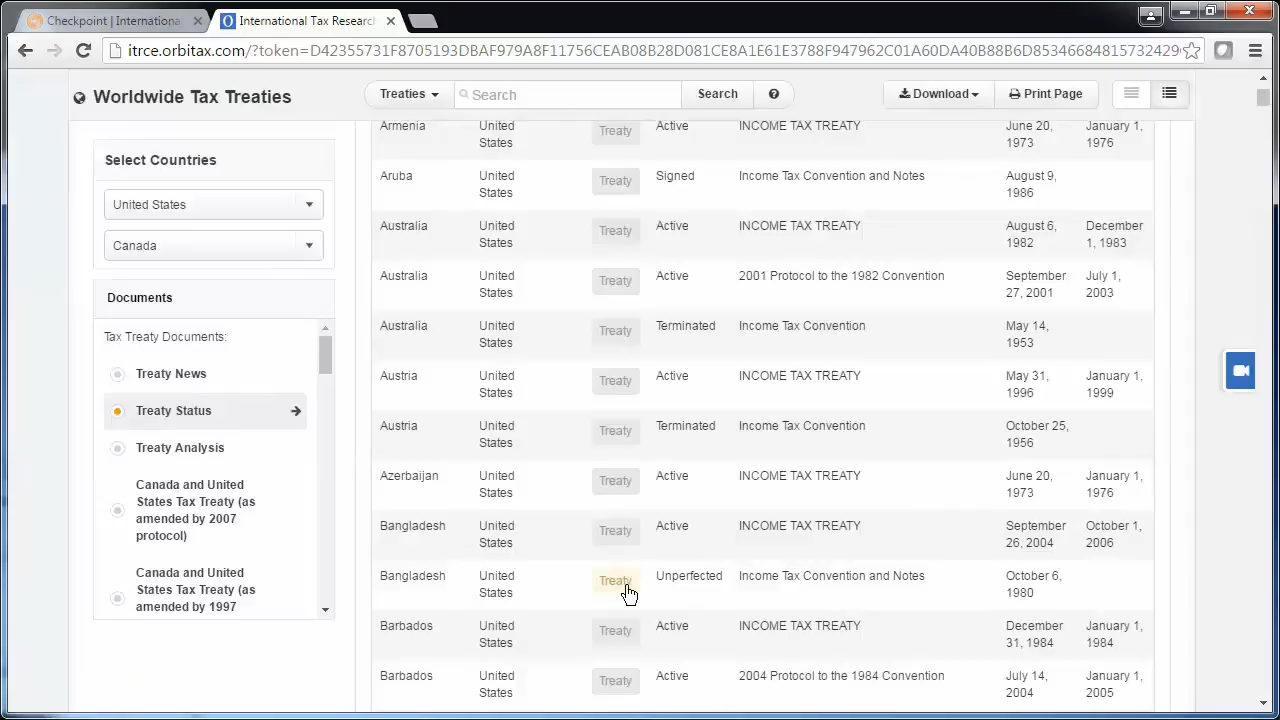 Checkpoint | International
International Tax Research
itrce.orbitax.com/?token=D42355731F8705193DBAF979A8F11756CEAB08B28D081CE8A1E61E3788F947962C01A60DA40B88B6D85346684815732429
Worldwide Tax Treaties
Treaties
Search
Search
?
Download
Print Page
Select Countries
United States
Canada
Documents
Tax Treaty Documents:
Treaty News
Treaty Status
Treaty Analysis
Canada and United
States Tax Treaty (as
amended by 2007
protocol)
Canada and United
States Tax Treaty (as
amended by 1997
Armenia United Treaty Active INCOME TAX TREATY June 20, January 1,
States 1973 1976
Aruba United Treaty Signed Income Tax Convention and Notes August 9,
States 1986
Australia United Treaty Active INCOME TAX TREATY August 6, December
States 1982 1, 1983
Australia United Treaty Active 2001 Protocol to the 1982 Convention September July 1,
States 27, 2001 2003
Australia United Treaty Terminated Income Tax Convention May 14,
States 1953
Austria United Treaty Active INCOME TAX TREATY May 31, January 1,
States 1996 1999
Austria United Treaty Terminated Income Tax Convention October 25,
States 1956
Azerbaijan United Treaty Active INCOME TAX TREATY June 20, January 1,
States 1973 1976
Bangladesh United Treaty Active INCOME TAX TREATY September October 1,
States 26, 2004 2006
Bangladesh United Treaty Unperfected Income Tax Convention and Notes October 6,
States 1980
Barbados United Treaty Active INCOME TAX TREATY December January 1,
States 31, 1984 1984
Barbados United Treaty Active 2004 Protocol to the 1984 Convention July 14, January 1,
States 2004 2005